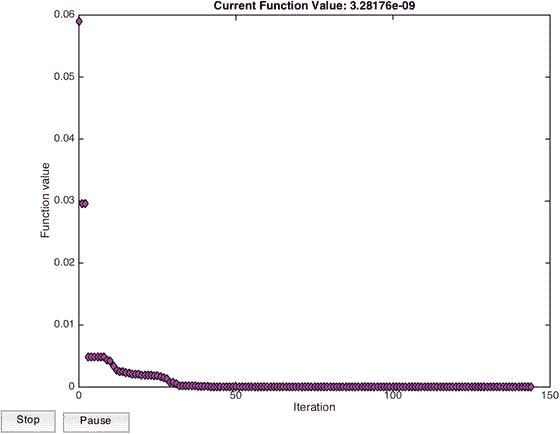 Current Function Value: 3.28176e-09
0.06
0.05
0.04
0.03
0.02
0.01
0
Function value
0 50 100 150
Iteration
Stop Pause